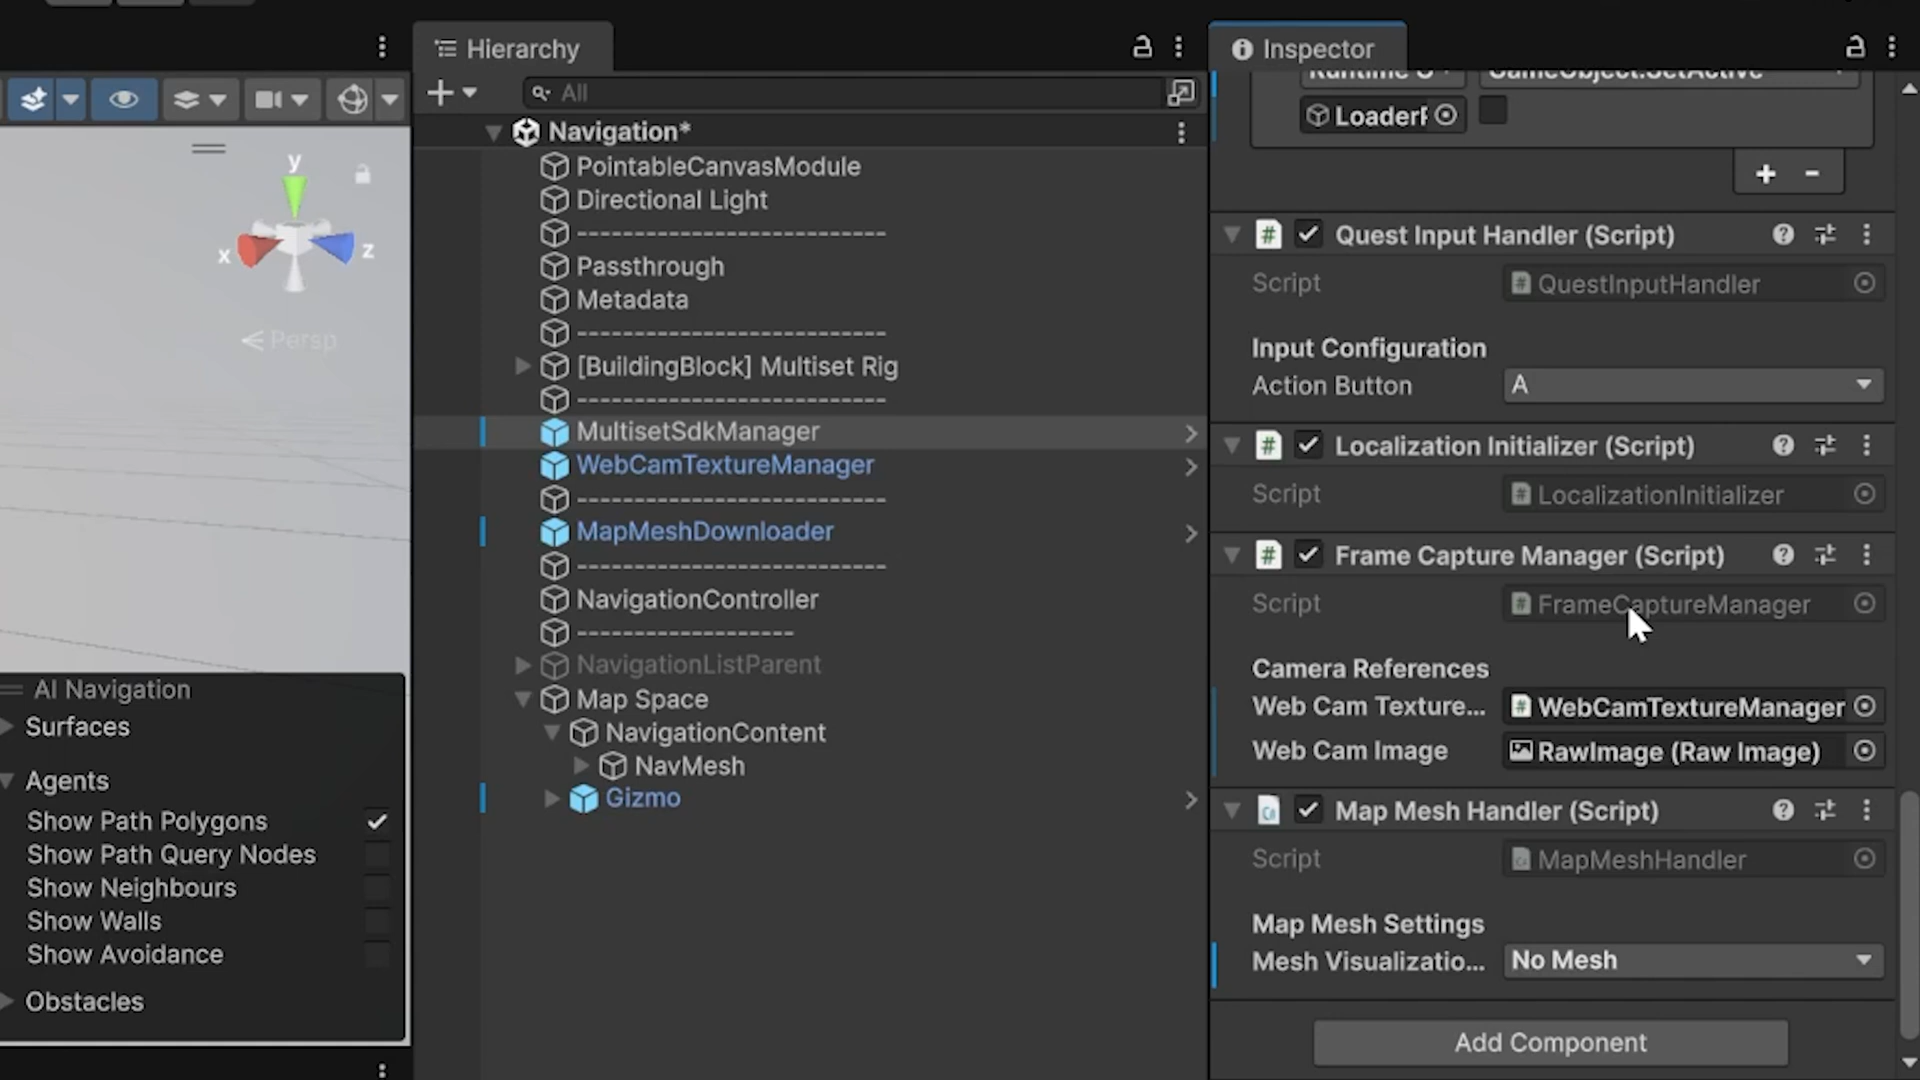 y
x
z
Persp
AI Navigation
Surfaces
Agents
Show Path Polygons
Show Path Query Nodes
Show Neighbours
Show Walls
Show Avoidance
Obstacles
Hierarchy
All
Navigation*
PointableCanvasModule
Directional Light
--------------------------
Passthrough
Metadata
--------------------------
[BuildingBlock] Multiset Rig
--------------------------
MultisetSdkManager
WebCamTextureManager
--------------------------
MapMeshDownloader
--------------------------
NavigationController
------------------
NavigationListParent
Map Space
NavigationContent
NavMesh
Gizmo
Inspector
GameObject.SetActive
Quest Input Handler (Script)
Script QuestInputHandler
Input Configuration
Action Button A
Localization Initializer (Script)
Script LocalizationInitializer
Frame Capture Manager (Script)
Script FrameCaptureManager
Camera References
Web Cam Texture... WebCamTextureManager
Web Cam Image RawImage (Raw Image)
Map Mesh Handler (Script)
Script MapMeshHandler
Map Mesh Settings
Mesh Visualizatio... No Mesh
Add Component